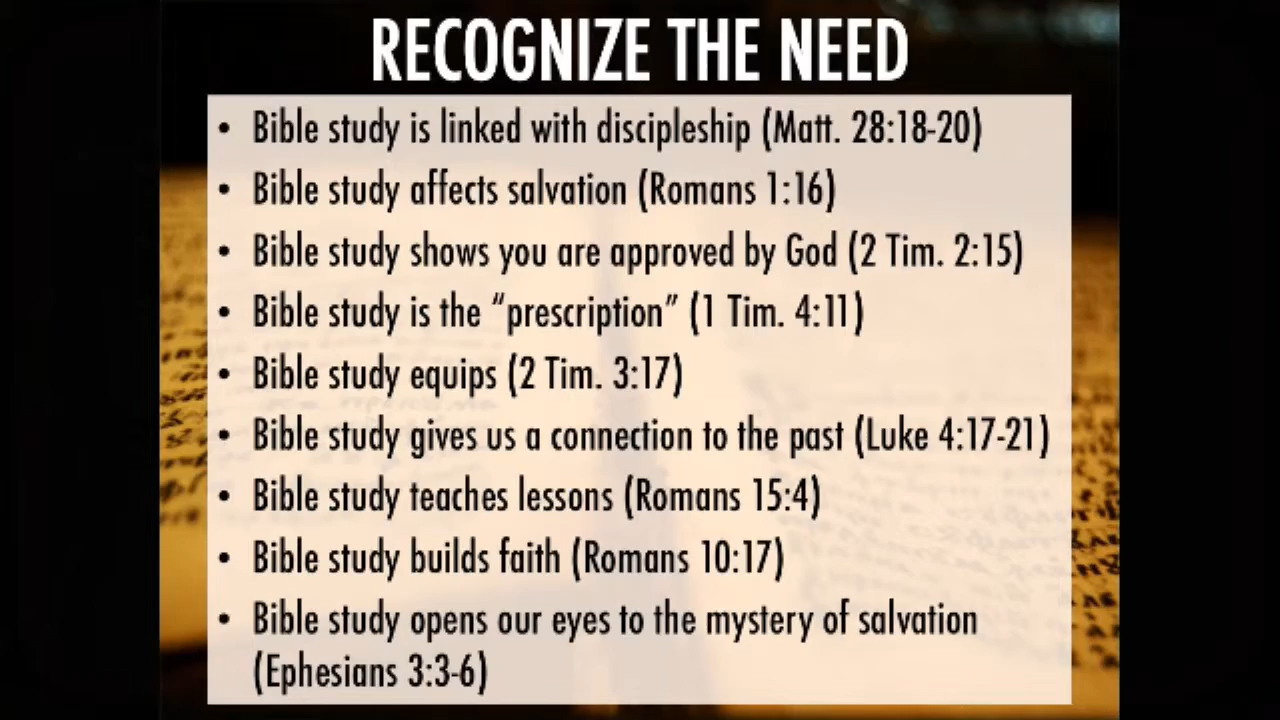 RECOGNIZE THE NEED
• Bible study is linked with discipleship (Matt. 28:18-20)
• Bible study affects salvation (Romans 1:16)
• Bible study shows you are approved by God (2 Tim. 2:15)
• Bible study is the “prescription” (1 Tim. 4:11)
• Bible study equips (2 Tim. 3:17)
• Bible study gives us a connection to the past (Luke 4:17-21)
• Bible study teaches lessons (Romans 15:4)
• Bible study builds faith (Romans 10:17)
• Bible study opens our eyes to the mystery of salvation
(Ephesians 3:3-6)